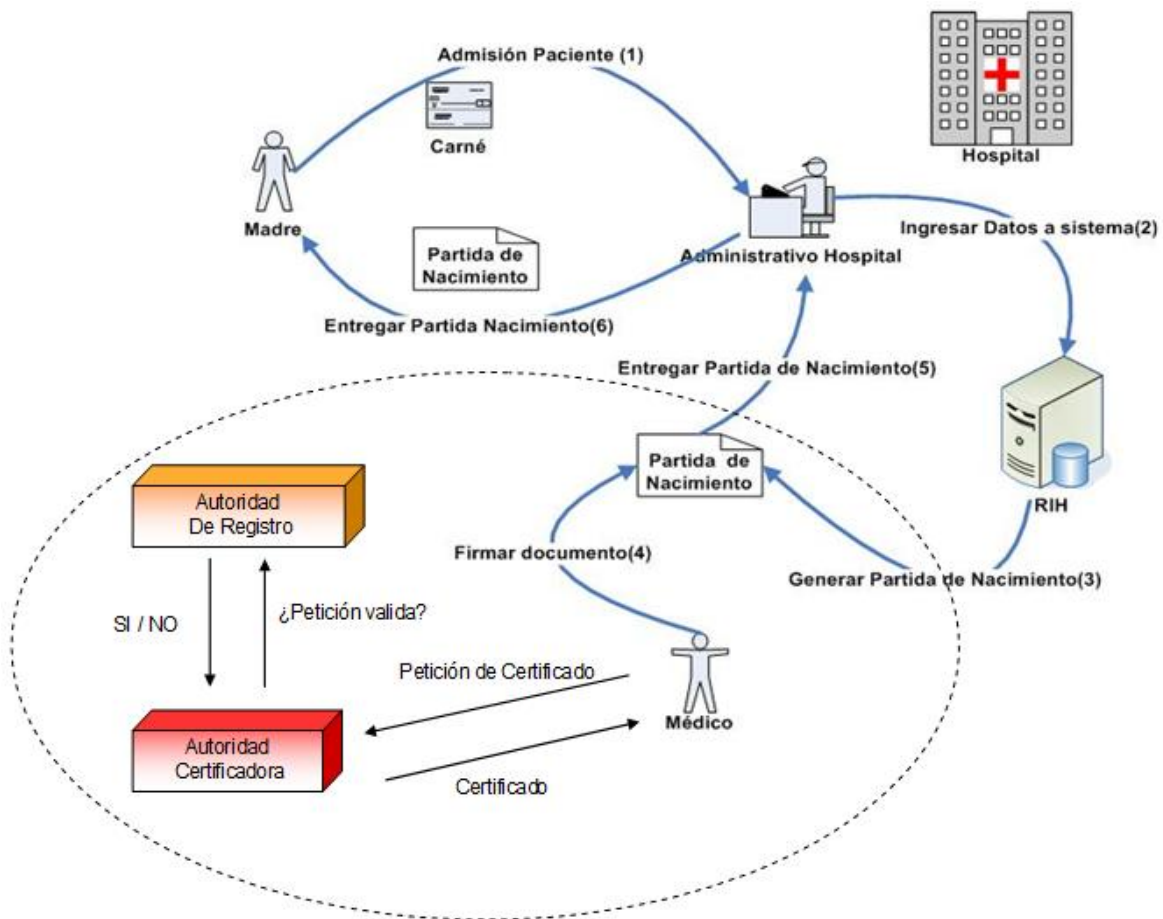 Admisión Paciente (1)
Carné
Hospital
Madre
Ingresar Datos a sistema(2)
Partida de
Nacimiento
Administrativo Hospital
Entregar Partida Nacimiento(6)
Entregar Partida de Nacimiento(5)
Partida de
Nacimiento
RIH
Autoridad
De Registro
Firmar documento(4)
Generar Partida de Nacimiento(3)
SI / NO
¿Petición valida?
Petición de Certificado
Médico
Autoridad
Certificadora
Certificado